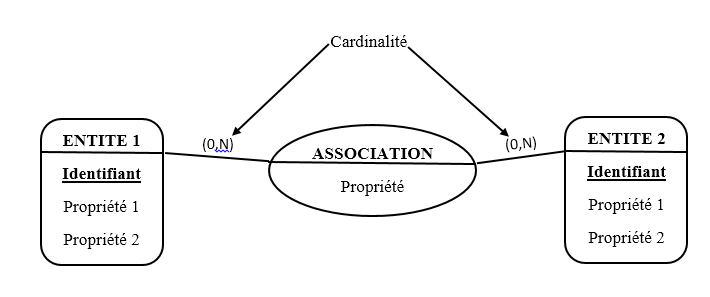 Cardinalité
(0,N)
(0,N)
ENTITE 1
Identifiant
Propriété 1
Propriété 2
ASSOCIATION
Propriété
ENTITE 2
Identifiant
Propriété 1
Propriété 2